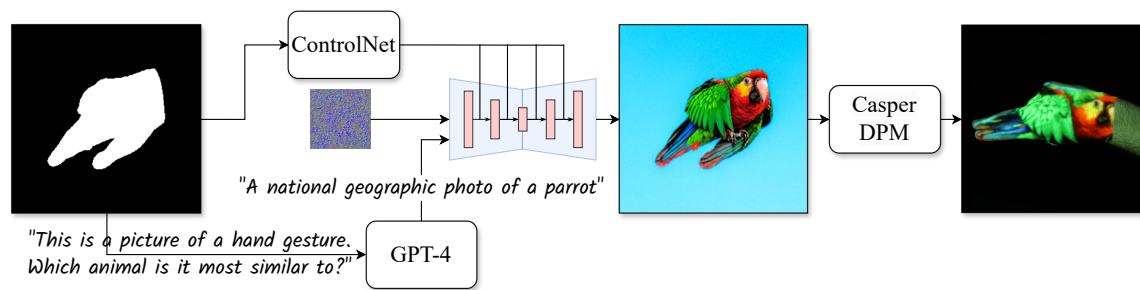 ControlNet
Casper
DPM
"A national geographic photo of a parrot"
"This is a picture of a hand gesture.
Which animal is it most similar to?"
GPT-4